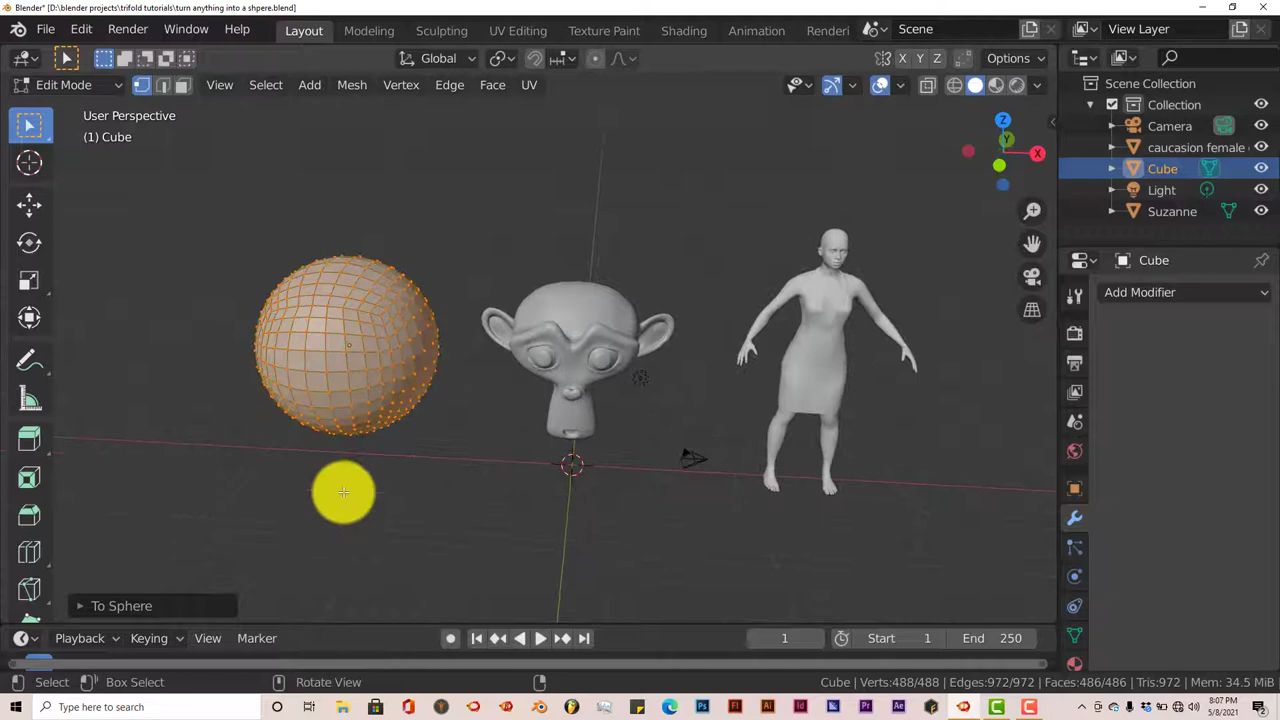 Blender* [D:\blender projects\trifold tutorials\turn anything into a shpere.blend]
File Edit Render Window Help Layout Modeling Sculpting UV Editing Texture Paint Shading Animation Renderi Scene View Layer
Global X Y Z Options
Edit Mode View Select Add Mesh Vertex Edge Face UV
Scene Collection
Collection
Camera
caucasion female
Cube
Light
Suzanne
User Perspective
(1) Cube
Z
Y
X
Cube
Add Modifier
To Sphere
Playback Keying View Marker 1 Start 1 End 250
Select Box Select Rotate View Cube | Verts:488/488 | Edges:972/972 | Faces:486/486 | Tris:972 | Mem: 34.5 MiB
Type here to search
8:07 PM
5/8/2021